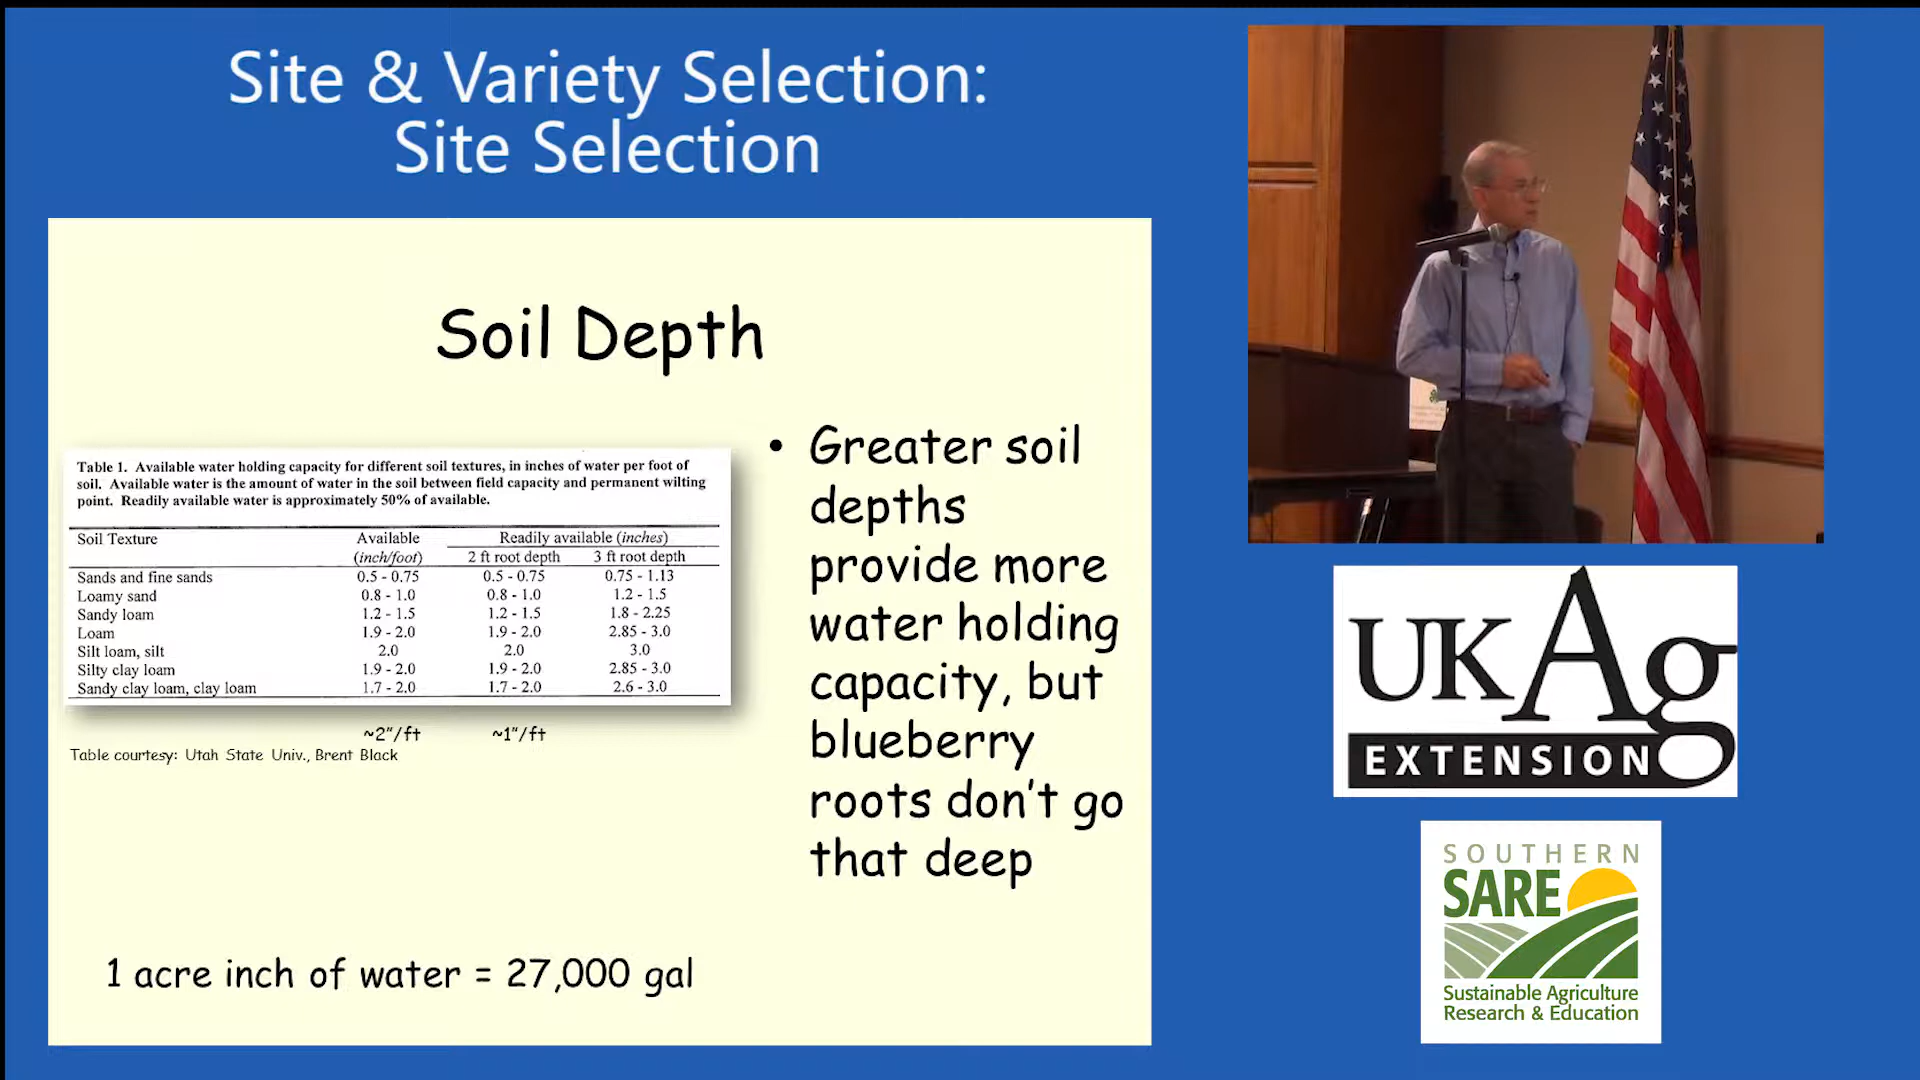 Site & Variety Selection:
Site Selection
Soil Depth
Table 1. Available water holding capacity for different soil textures, in inches of water per foot of
soil. Available water is the amount of water in the soil between field capacity and permanent wilting
point. Readily available water is approximately 50% of available.
Soil Texture Available Readily available (inches)
(inch/foot) 2 ft root depth 3 ft root depth
Sands and fine sands 0.5 - 0.75 0.5 - 0.75 0.75 - 1.13
Loamy sand 0.8 - 1.0 0.8 - 1.0 1.2 - 1.5
Sandy loam 1.2 - 1.5 1.2 - 1.5 1.8 - 2.25
Loam 1.9 - 2.0 1.9 - 2.0 2.85 - 3.0
Silt loam, silt 2.0 2.0 3.0
Silty clay loam 1.9 - 2.0 1.9 - 2.0 2.85 - 3.0
Sandy clay loam, clay loam 1.7 - 2.0 1.7 - 2.0 2.6 - 3.0
~2"/ft ~1"/ft
Table courtesy: Utah State Univ., Brent Black
• Greater soil
depths
provide more
water holding
capacity, but
blueberry
roots don't go
that deep
1 acre inch of water = 27,000 gal
UKAg
EXTENSION
SOUTHERN
SARE
Sustainable Agriculture
Research & Education